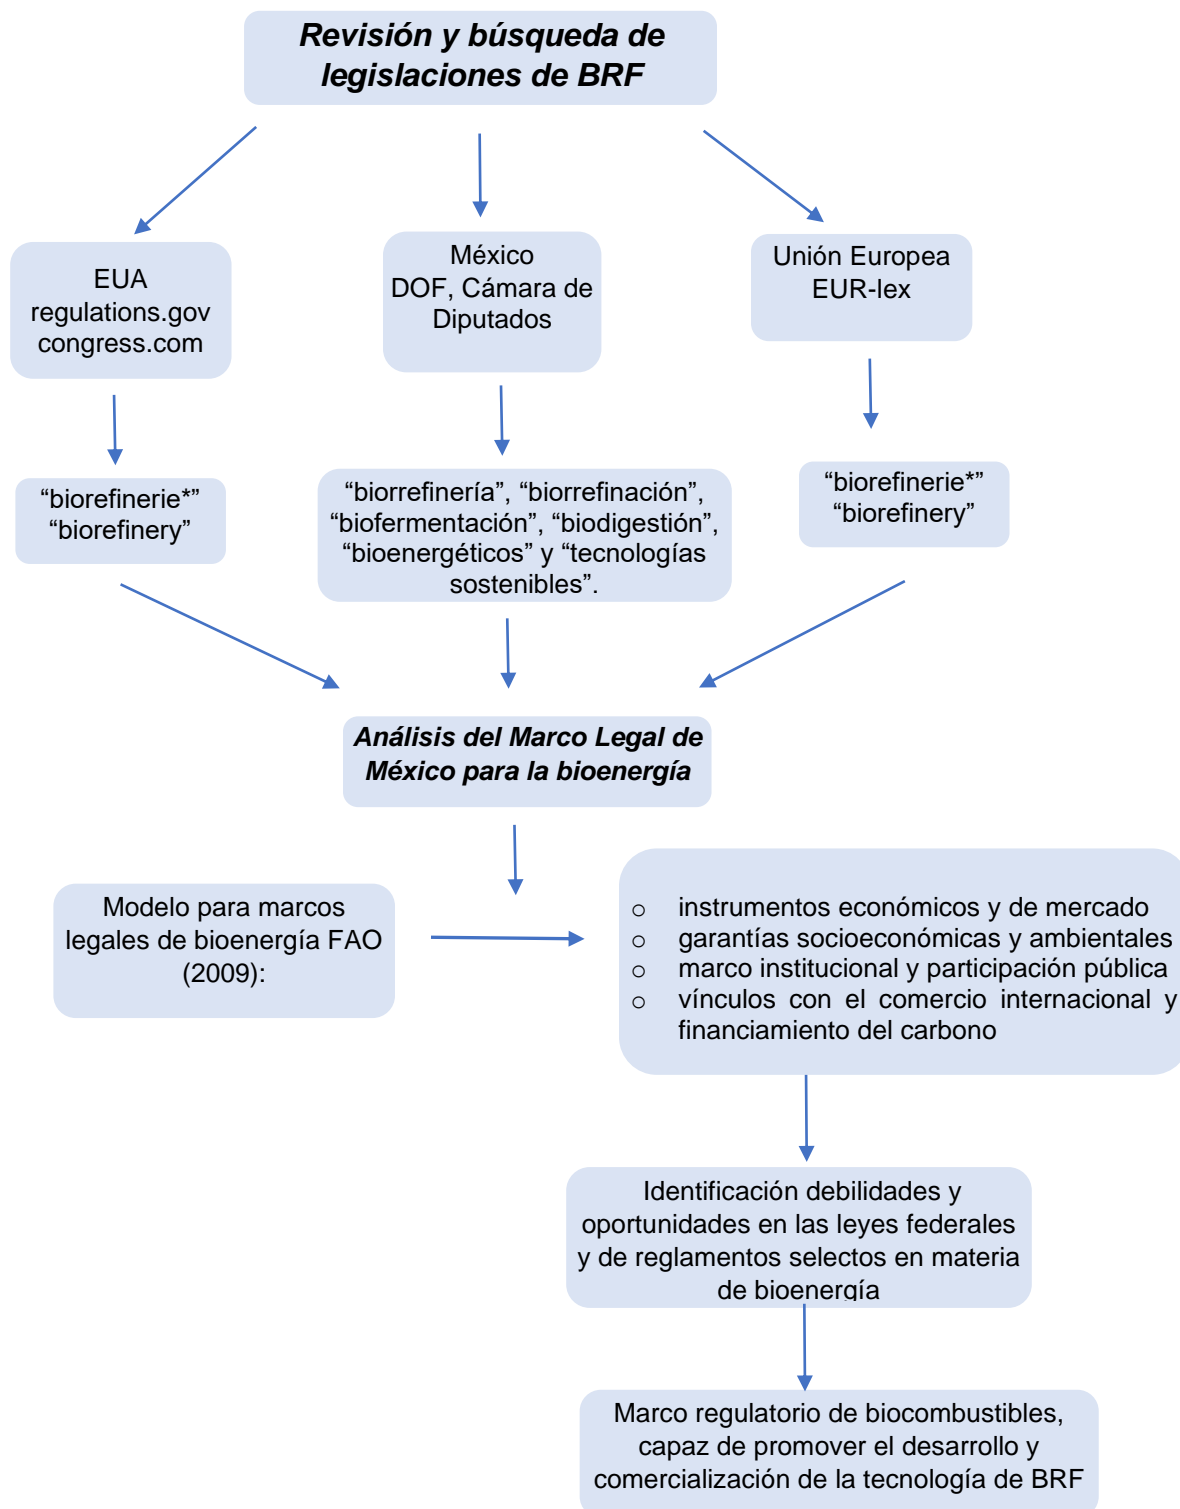 Revisión y búsqueda de
legislaciones de BRF
EUA
regulations.gov
congress.com
México
DOF, Cámara de
Diputados
Unión Europea
EUR-lex
“biorefinerie*”
“biorefinery”
“biorrefinería”, “biorrefinación”,
“biofermentación”, “biodigestión”,
“bioenergéticos” y “tecnologías
sostenibles”.
“biorefinerie*”
“biorefinery”
Análisis del Marco Legal de
México para la bioenergía
Modelo para marcos
legales de bioenergía FAO
(2009):
o instrumentos económicos y de mercado
o garantías socioeconómicas y ambientales
o marco institucional y participación pública
o vínculos con el comercio internacional y
financiamiento del carbono
Identificación debilidades y
oportunidades en las leyes federales
y de reglamentos selectos en materia
de bioenergía
Marco regulatorio de biocombustibles,
capaz de promover el desarrollo y
comercialización de la tecnología de BRF